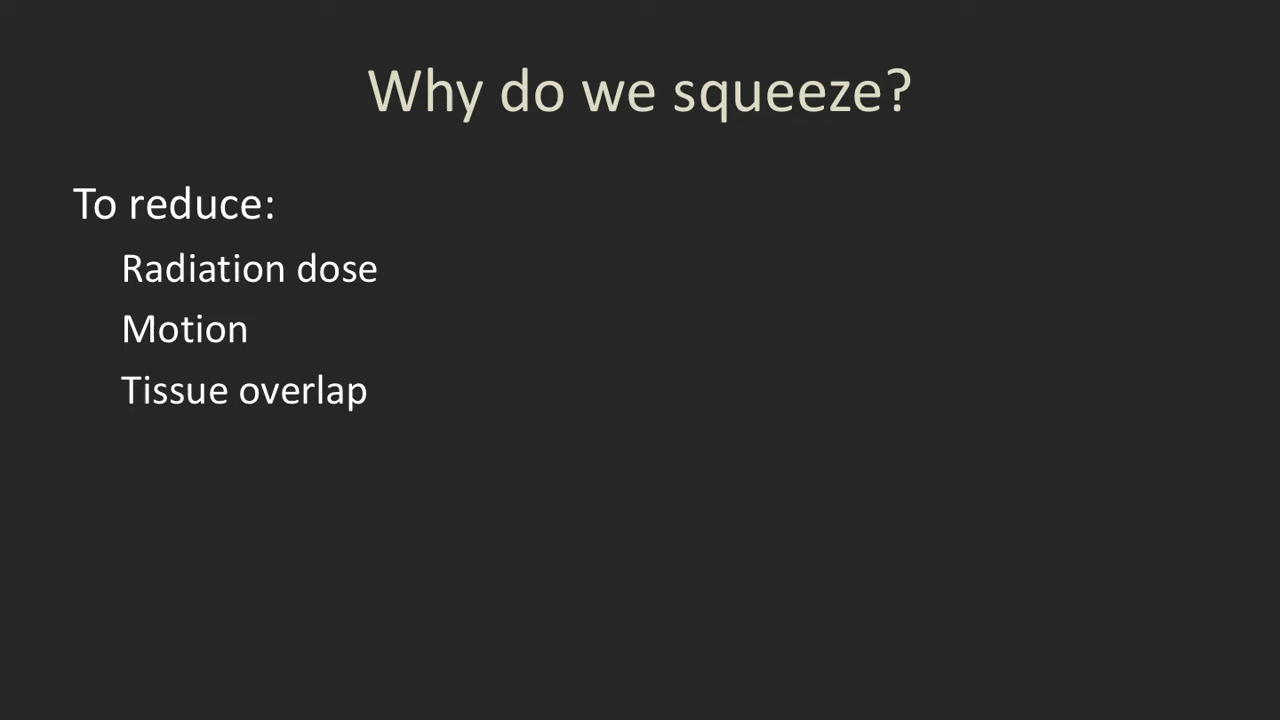 Why do we squeeze?
To reduce:
Radiation dose
Motion
Tissue overlap